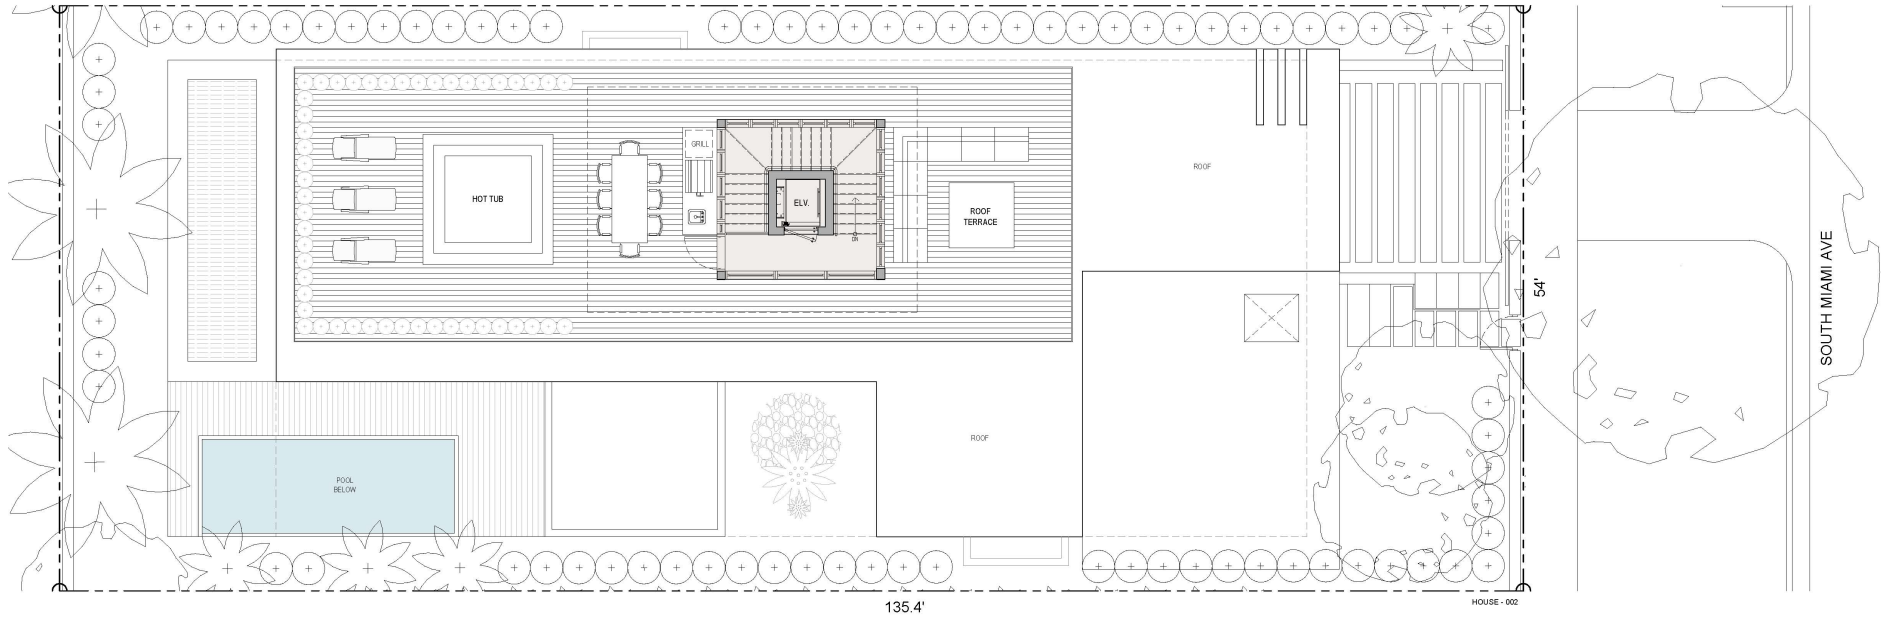 GRILL
ROOF
HOT TUB
ELV.
ROOF
TERRACE
DN
SOUTH MIAMI AVE
54'
ROOF
POOL
BELOW
135.4'
HOUSE - 002